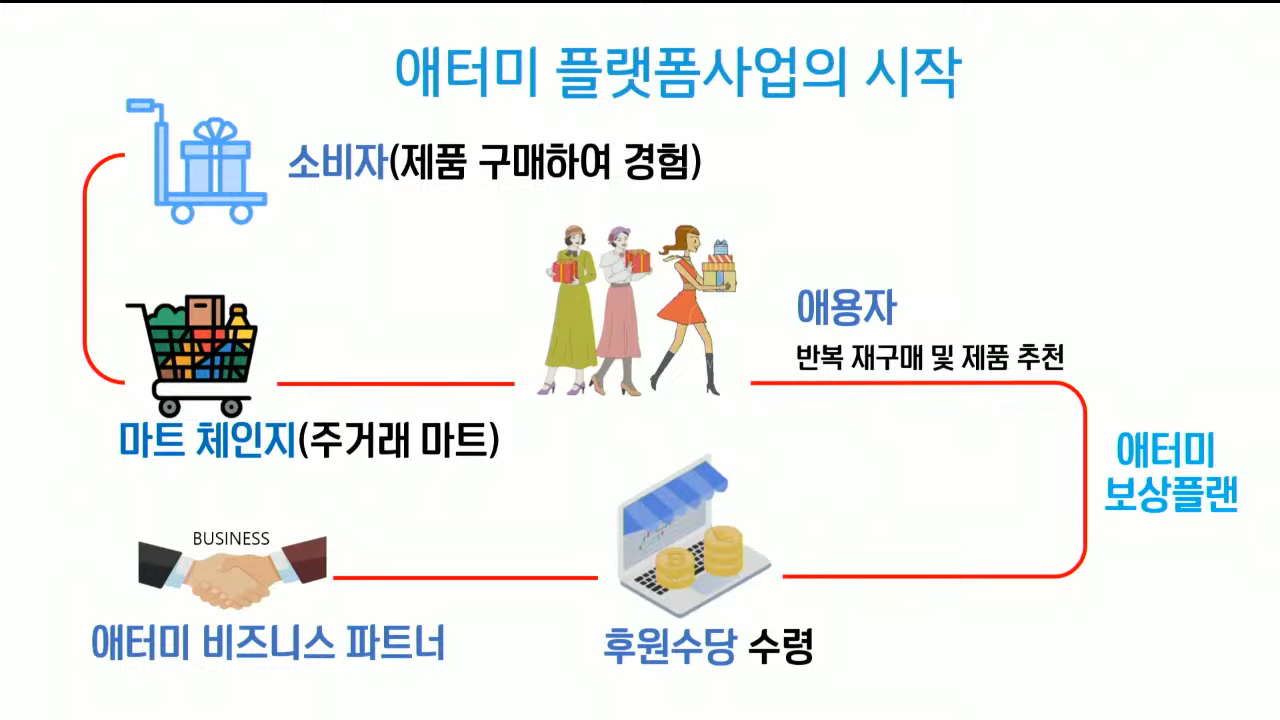 애터미 플랫폼사업의 시작
소비자(제품 구매하여 경험)
애용자
반복 재구매 및 제품 추천
마트 체인지(주거래 마트)
애터미
보상플랜
BUSINESS
애터미 비즈니스 파트너
후원수당 수령